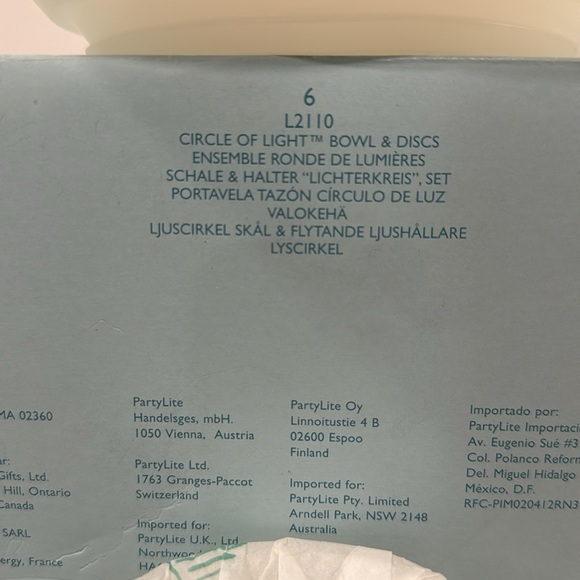 6
L2110
CIRCLE OF LIGHT™ BOWL & DISCS
ENSEMBLE RONDE DE LUMIÈRES
SCHALE & HALTER "LICHTERKREIS", SET
PORTAVELA TAZÓN CÍRCULO DE LUZ
VALOKEHÄ
LJUSCIRKEL SKÅL & FLYTANDE LJUSHÅLLARE
LYSCIRKEL
MA 02360
Gifts, Ltd.
Hill, Ontario
Canada
SARL
France
PartyLite
Handelsges, mbH.
1050 Vienna, Austria
PartyLite Ltd.
1763 Granges-Paccot
Switzerland
Imported for:
PartyLite U.K., Ltd.
PartyLite Oy
Linnoitustie 4 B
02600 Espoo
Finland
Imported for:
PartyLite Pty. Limited
Arndell Park, NSW 2148
Australia
Importado por:
PartyLite
Av. Eugenio Sué #3
Col. Polanco
Del. Miguel Hidalgo
México, D.F.
RFC-PIM020412RN3